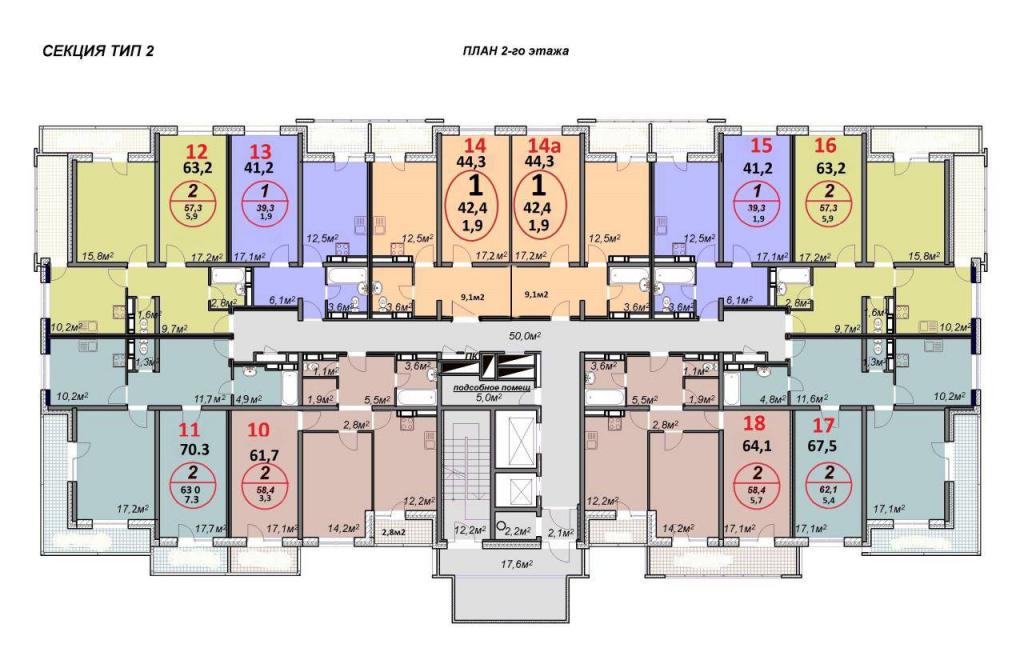 СЕКЦИЯ ТИП 2
ПЛАН 2-го этажа
12
63,2
2
57,3
5,9
13
41,2
1
39,3
1,9
14
44,3
1
42,4
1,9
14а
44,3
1
42,4
1,9
15
41,2
1
39,3
1,9
16
63,2
2
57,3
5,9
12,5м²
12,5м²
12,5м²
12,5м²
15,8м²
17,2м²
17,1м²
17,2м²
17,2м²
17,1м²
17,2м²
15,8м²
2,8м²
6,1м²
3,6м²
3,6м²
9,1м2
9,1м2
3,6м²
3,6м²
6,1м²
2,8м²
10,2м²
1,6м²
9,7м²
9,7м²
1,6м²
10,2м²
50,0м²
ПК
10,2м²
1,3м²
11,7м²
4,9м²
1,1м²
1,9м²
5,5м²
3,6м²
подсобное помещ
5,0м²
3,6м²
5,5м²
1,1м²
1,9м²
4,8м²
11,6м²
1,3м²
10,2м²
2,8м²
2,8м²
11
70.3
2
63 0
7.3
10
61,7
2
58,4
3,3
18
64,1
2
58,4
5,7
17
67,5
2
62,1
5,4
17,2м²
17,7м²
17,1м²
14,2м²
12,2м²
2,8м2
12,2м²
2,2м²
2,1м²
12,2м²
14,2м²
17,1м²
17,1м²
17,1м²
17,6м²